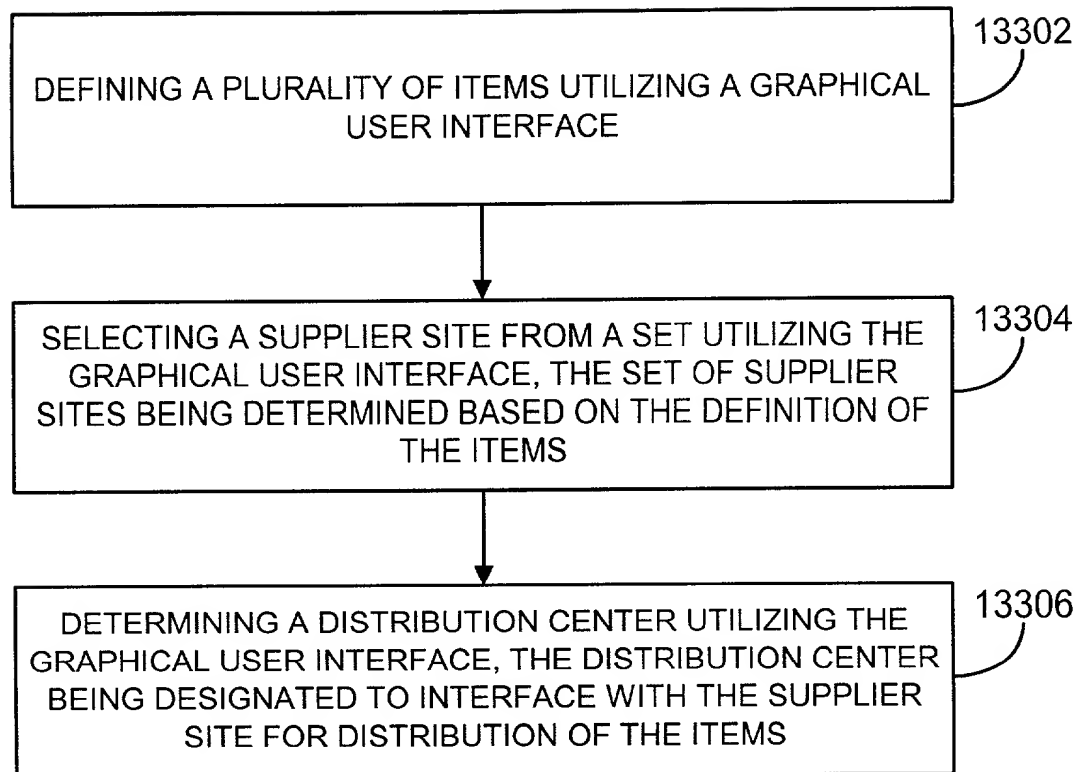 13302
DEFINING A PLURALITY OF ITEMS UTILIZING A GRAPHICAL
USER INTERFACE
13304
SELECTING A SUPPLIER SITE FROM A SET UTILIZING THE
GRAPHICAL USER INTERFACE, THE SET OF SUPPLIER
SITES BEING DETERMINED BASED ON THE DEFINITION OF
THE ITEMS
13306
DETERMINING A DISTRIBUTION CENTER UTILIZING THE
GRAPHICAL USER INTERFACE, THE DISTRIBUTION CENTER
BEING DESIGNATED TO INTERFACE WITH THE SUPPLIER
SITE FOR DISTRIBUTION OF THE ITEMS